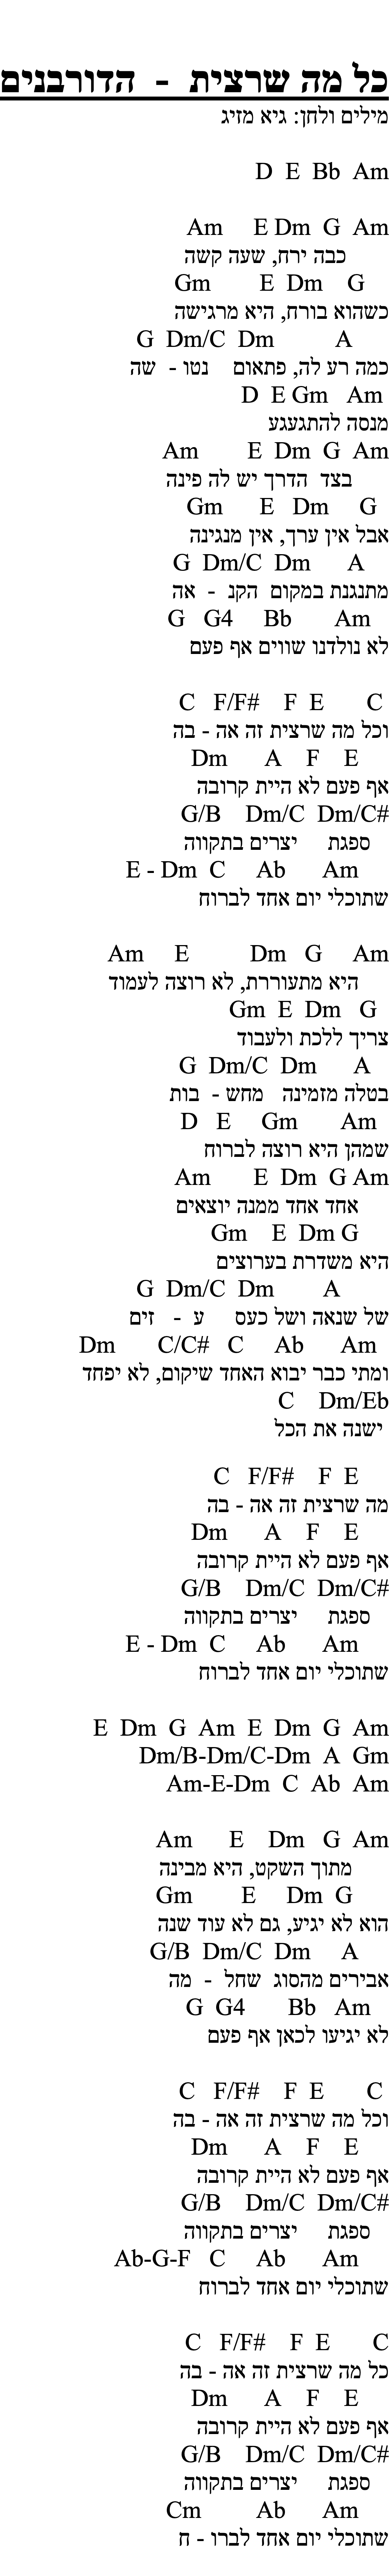 כל מה שרצית - הדורבנים
מילים ולחן: גיא מזיג
D E Bb Am
Am E Dm G Am
כבה ירח, שעה קשה
Gm E Dm G
כשהוא בורח, היא מרגישה
G Dm/C Dm A
כמה רע לה, פתאום נטו - שה
D E Gm Am
מנסה להתגעגע
Am E Dm G Am
בצד הדרך יש לה פינה
Gm E Dm G
אבל אין ערך, אין מנגינה
G Dm/C Dm A
מתנגנת במקום הקנ - אה
G G4 Bb Am
לא נולדנו שווים אף פעם
C F/F# F E C
וכל מה שרצית זה אה - בה
Dm A F E
אף פעם לא היית קרובה
G/B Dm/C Dm/C#
ספגת יצרים בתקווה
E - Dm C Ab Am
שתוכלי יום אחד לברוח
Am E Dm G Am
היא מתעוררת, לא רוצה לעמוד
Gm E Dm G
צריך ללכת ולעבוד
G Dm/C Dm A
בטלה מזמינה מחש - בות
D E Gm Am
שמהן היא רוצה לברוח
Am E Dm G Am
אחד אחד ממנה יוצאים
Gm E Dm G
היא משדרת בערוצים
G Dm/C Dm A
של שנאה ושל כעס ע - זים
Dm C/C# C Ab Am
ומתי כבר יבוא האחד שיקום, לא יפחד
C Dm/Eb
ישנה את הכל
C F/F# F E
מה שרצית זה אה - בה
Dm A F E
אף פעם לא היית קרובה
G/B Dm/C Dm/C#
ספגת יצרים בתקווה
E - Dm C Ab Am
שתוכלי יום אחד לברוח
E Dm G Am E Dm G Am
Dm/B-Dm/C-Dm A Gm
Am-E-Dm C Ab Am
Am E Dm G Am
מתוך השקט, היא מבינה
Gm E Dm G
הוא לא יגיע, גם לא עוד שנה
G/B Dm/C Dm A
אבירים מהסוג שחל - מה
G G4 Bb Am
לא יגיעו לכאן אף פעם
C F/F# F E C
וכל מה שרצית זה אה - בה
Dm A F E
אף פעם לא היית קרובה
G/B Dm/C Dm/C#
ספגת יצרים בתקווה
Ab-G-F C Ab Am
שתוכלי יום אחד לברוח
C F/F# F E C
כל מה שרצית זה אה - בה
Dm A F E
אף פעם לא היית קרובה
G/B Dm/C Dm/C#
ספגת יצרים בתקווה
Cm Ab Am
שתוכלי יום אחד לברו - ח